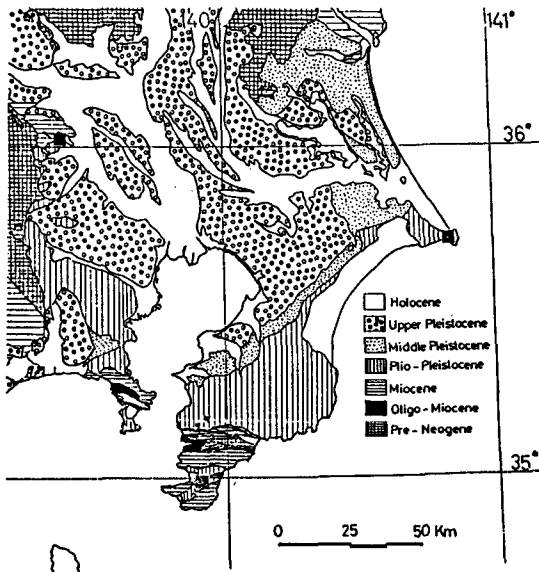 140°
141°
36°
Holocene
Upper Pleistocene
Middle Pleistocene
Plio-Pleistocene
Miocene
Oligo-Miocene
Pre-Neogene
35°
0 25 50 Km